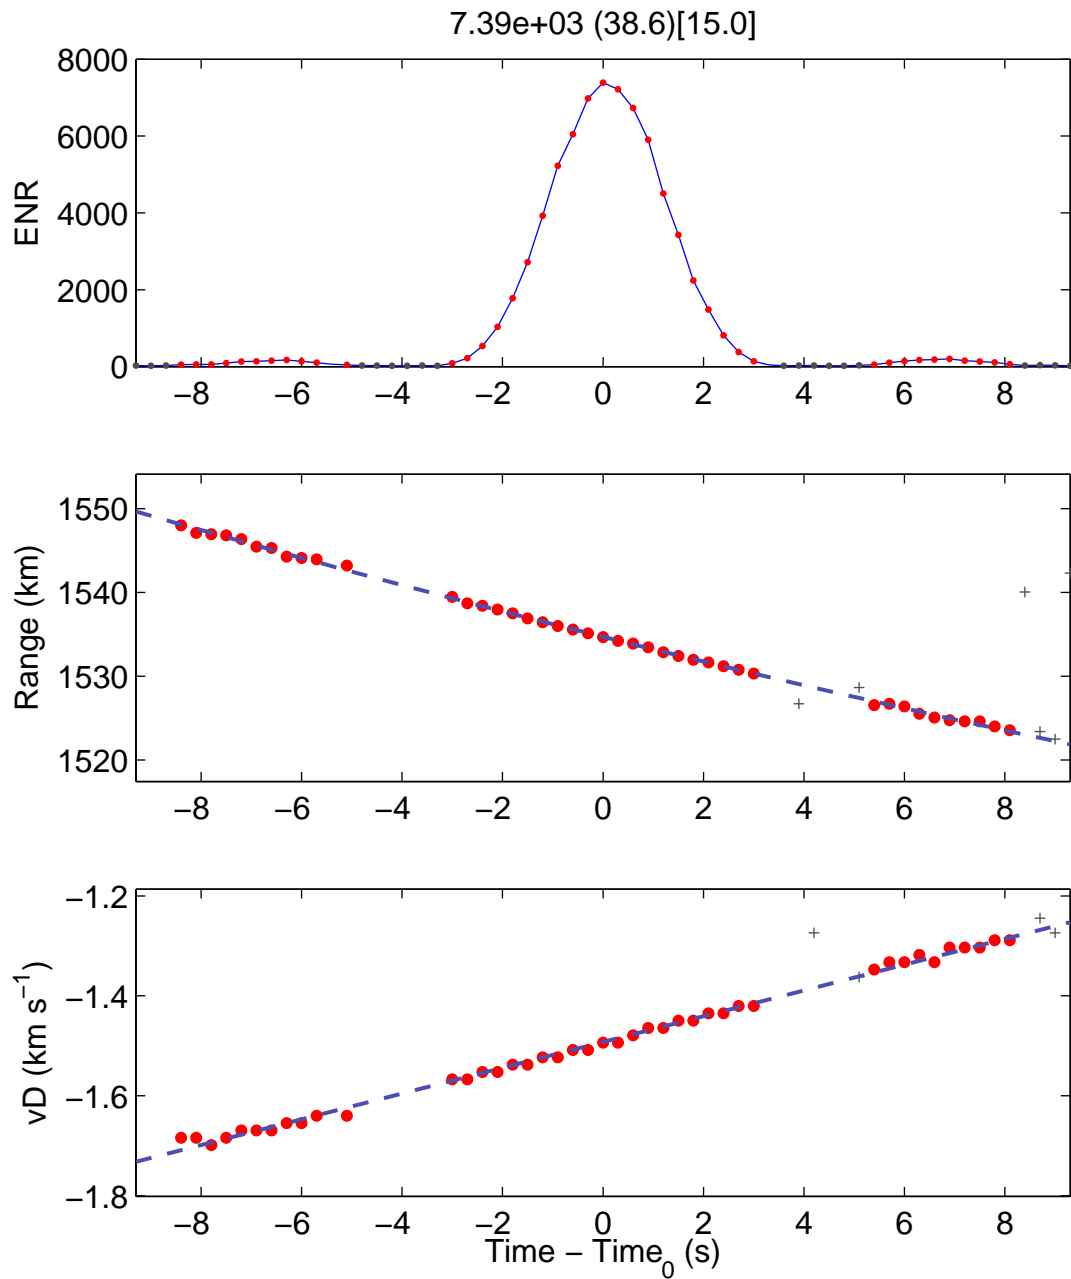 7.39e+03 (38.6)[15.0]
8000
6000
4000
2000
0
ENR
−8 −6 −4 −2 0 2 4 6 8
1550
1540
1530
1520
Range (km)
−8 −6 −4 −2 0 2 4 6 8
−1.2
−1.4
−1.6
−1.8
vD (km s⁻¹)
−8 −6 −4 −2 0 2 4 6 8
Time − Time₀ (s)